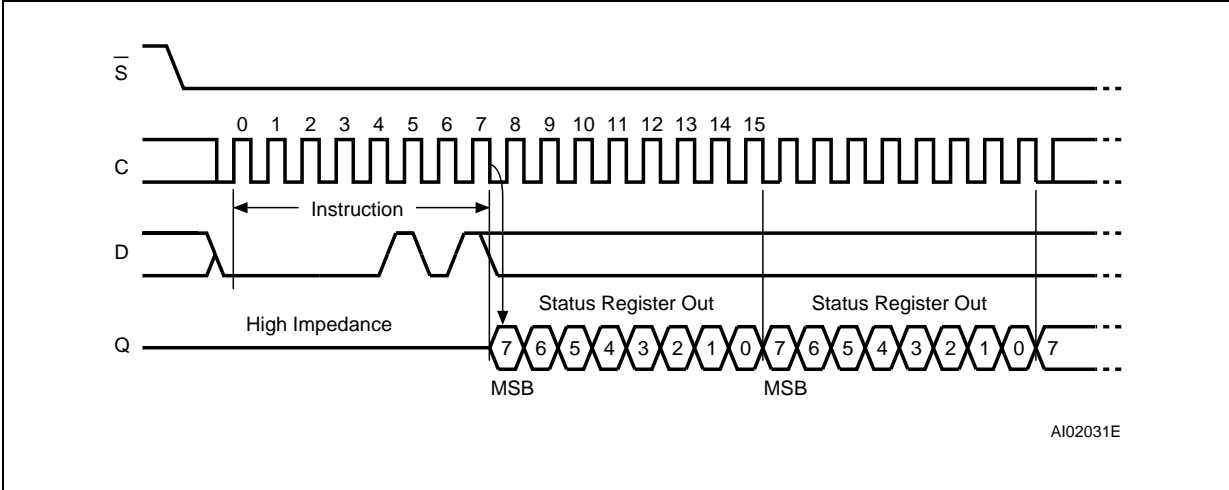 S̅
0 1 2 3 4 5 6 7 8 9 10 11 12 13 14 15
C
Instruction
D
Status Register Out Status Register Out
High Impedance
Q 7 6 5 4 3 2 1 0 7 6 5 4 3 2 1 0 7
MSB MSB
AI02031E